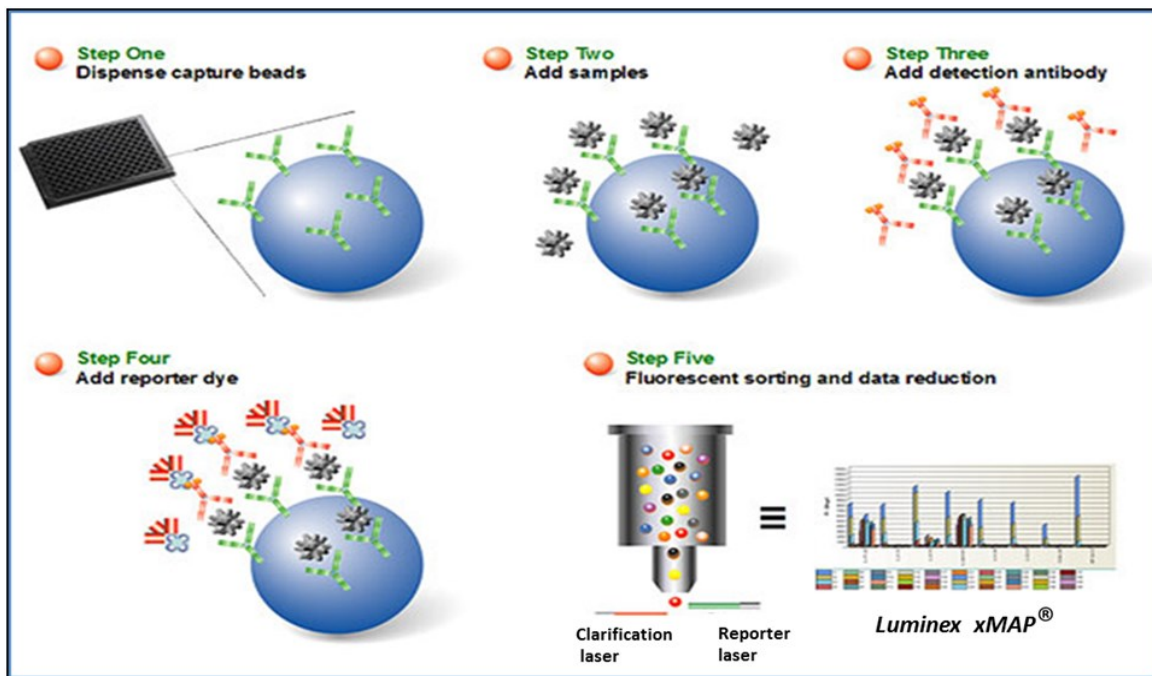 Step One
Dispense capture beads
Step Two
Add samples
Step Three
Add detection antibody
Step Four
Add reporter dye
Step Five
Fluorescent sorting and data reduction
Clarification
laser
Reporter
laser
Luminex xMAP®